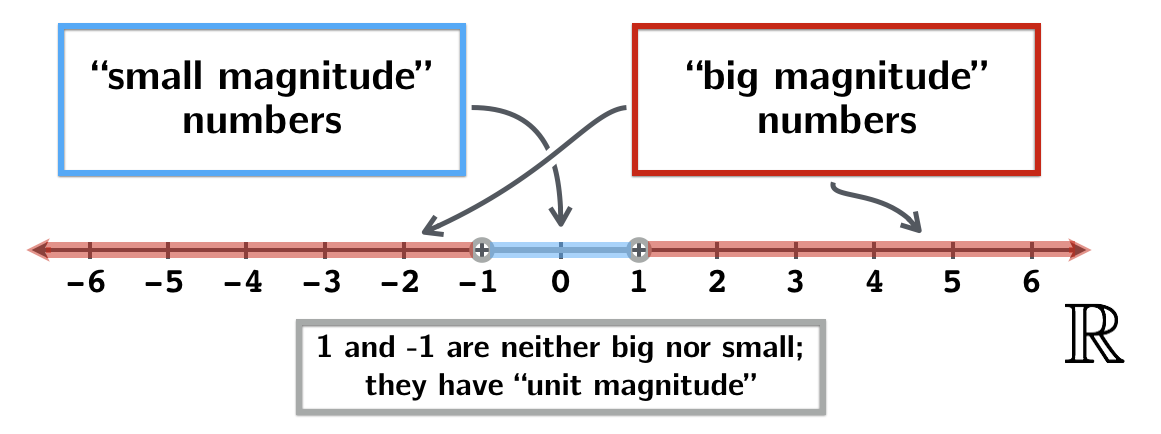 “small magnitude”
numbers
“big magnitude”
numbers
−6 −5 −4 −3 −2 −1 0 1 2 3 4 5 6
ℝ
1 and -1 are neither big nor small;
they have “unit magnitude”